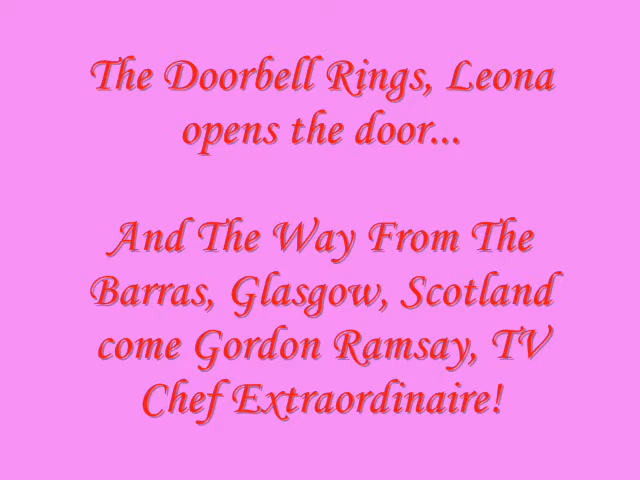 The Doorbell Rings, Leona
opens the door...
And The Way From The
Barras, Glasgow, Scotland
come Gordon Ramsay, TV
Chef Extraordinaire!